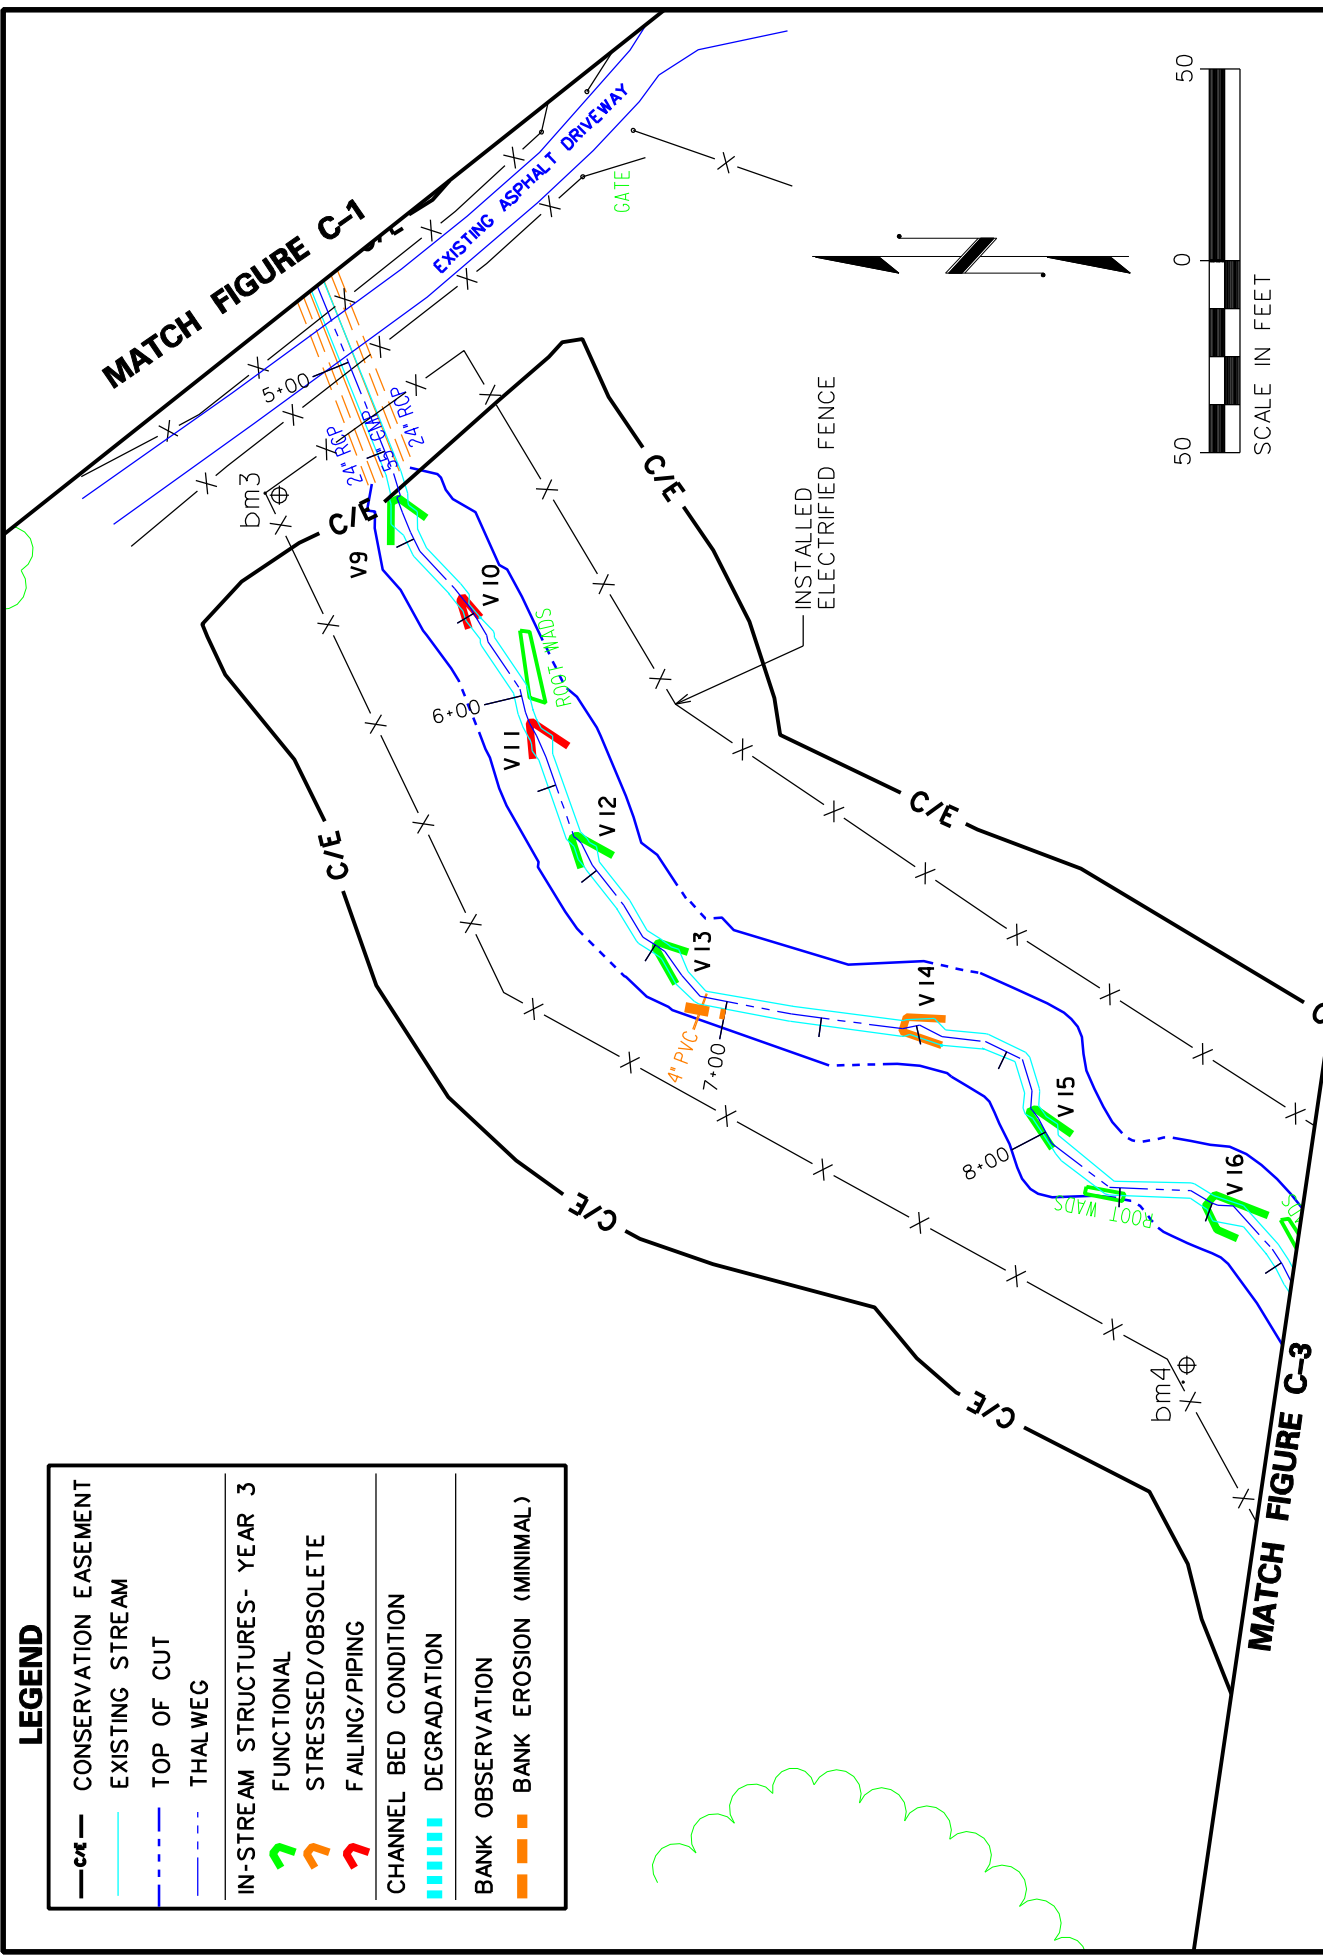 LEGEND
C/E CONSERVATION EASEMENT
EXISTING STREAM
TOP OF CUT
THALWEG
IN-STREAM STRUCTURES- YEAR 3
FUNCTIONAL
STRESSED/OBSOLETE
FAILING/PIPING
CHANNEL BED CONDITION
DEGRADATION
BANK OBSERVATION
BANK EROSION (MINIMAL)
MATCH FIGURE C-1
EXISTING ASPHALT DRIVEWAY
GATE
5+00
24" RCP
55" CMP
24" RCP
bm3
C/E
V9
V10
ROOT WADS
6+00
V11
V12
V13
4" PVC
7+00
V14
V15
8+00
ROOT WADS
V16
C/E
C/E
C/E
C/E
C/E
INSTALLED
ELECTRIFIED FENCE
bm4
MATCH FIGURE C-3
50
0
50
SCALE IN FEET